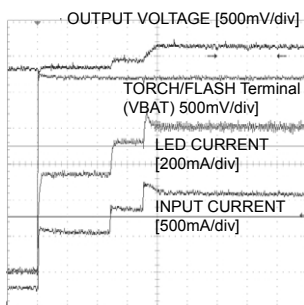 OUTPUT VOLTAGE [500mV/div]
TORCH/FLASH Terminal
(VBAT) 500mV/div]
LED CURRENT
[200mA/div]
INPUT CURRENT
[500mA/div]